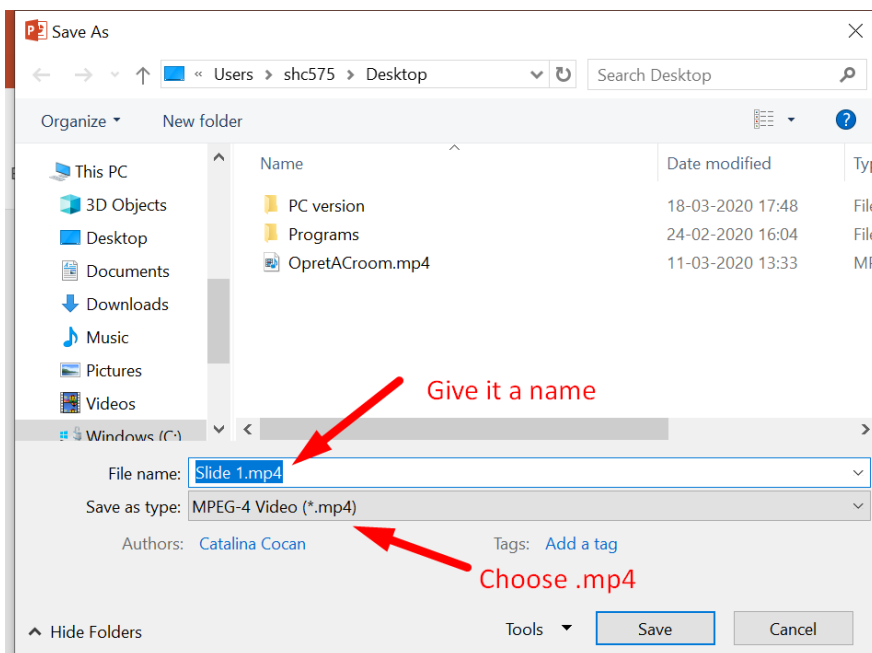 Save As
« Users > shc575 > Desktop
Search Desktop
Organize
New folder
Name
Date modified
Ty
This PC
3D Objects
Desktop
Documents
Downloads
Music
Pictures
Videos
Windows (C:)
PC version 18-03-2020 17:48 File
Programs 24-02-2020 16:04 File
OpretACroom.mp4 11-03-2020 13:33 MF
Give it a name
File name: Slide 1.mp4
Save as type: MPEG-4 Video (*.mp4)
Authors: Catalina Cocan
Tags: Add a tag
Choose .mp4
Hide Folders
Tools
Save
Cancel